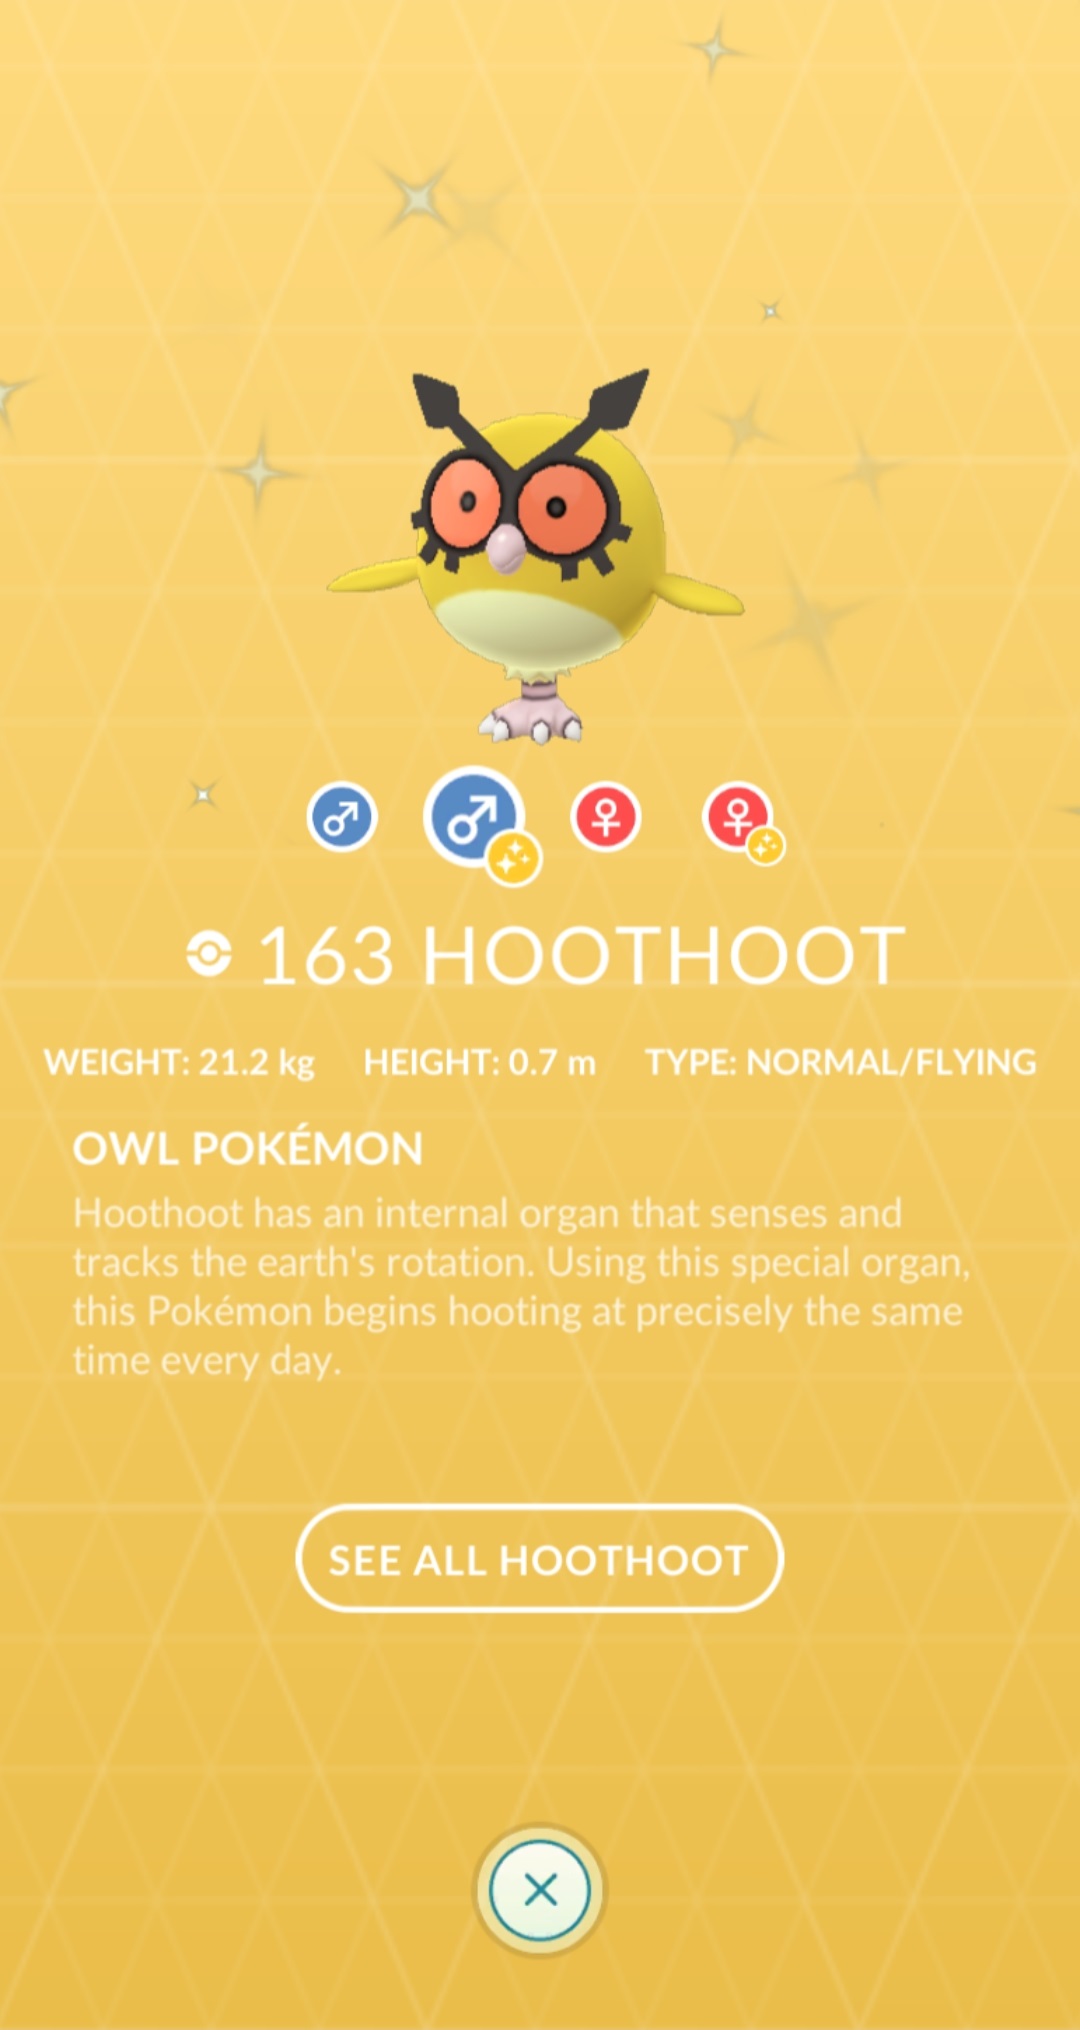 163 HOOTHOOT
WEIGHT: 21.2 kg HEIGHT: 0.7 m TYPE: NORMAL/FLYING
OWL POKÉMON
Hoothoot has an internal organ that senses and
tracks the earth's rotation. Using this special organ,
this Pokémon begins hooting at precisely the same
time every day.
SEE ALL HOOTHOOT